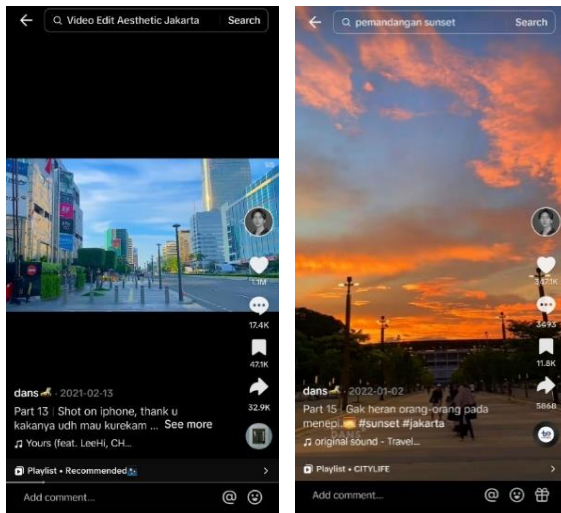 Video Edit Aesthetic Jakarta
Search
1.1M
17.4K
47.1K
32.9K
dans · 2021-02-13
Part 13 | Shot on iphone, thank u
kakanya udh mau kurekam ... See more
Yours (feat. LeeHi, CH...
Playlist • Recommended
Add comment...
pemandangan sunset
Search
347.1K
3693
11.8K
5868
dans · 2022-01-02
Part 15 | Gak heran orang-orang pada
menepi. #sunset #jakarta
DANS
original sound - Travel...
Playlist • CITYLIFE
Add comment...